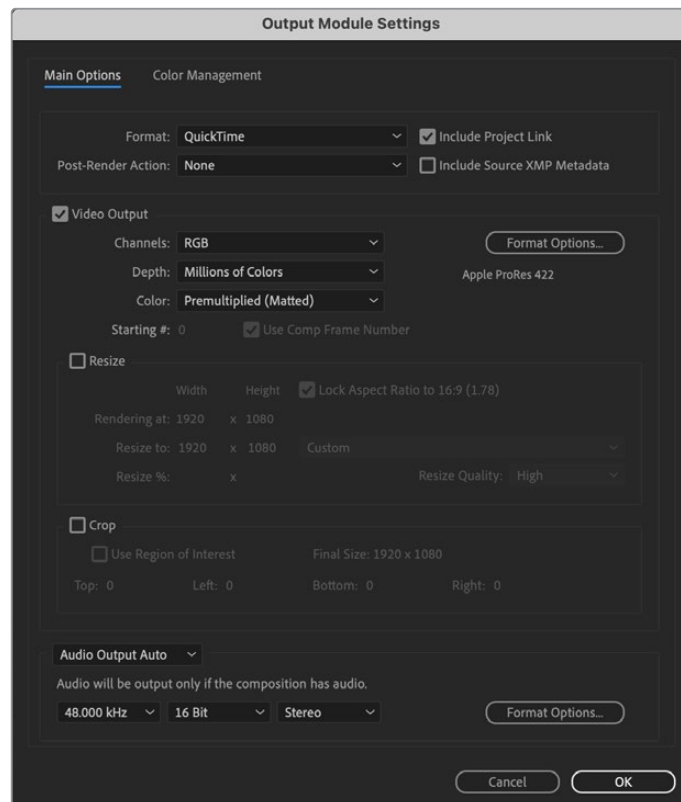 Output Module Settings
Main Options Color Management
Format: QuickTime Include Project Link
Post-Render Action: None Include Source XMP Metadata
Video Output
Channels: RGB Format Options...
Depth: Millions of Colors Apple ProRes 422
Color: Premultiplied (Matted)
Starting #: 0 Use Comp Frame Number
Resize
Width Height Lock Aspect Ratio to 16:9 (1.78)
Rendering at: 1920 x 1080
Resize to: 1920 x 1080 Custom
Resize %: x Resize Quality: High
Crop
Use Region of Interest Final Size: 1920 x 1080
Top: 0 Left: 0 Bottom: 0 Right: 0
Audio Output Auto
Audio will be output only if the composition has audio.
48.000 kHz 16 Bit Stereo Format Options...
Cancel OK